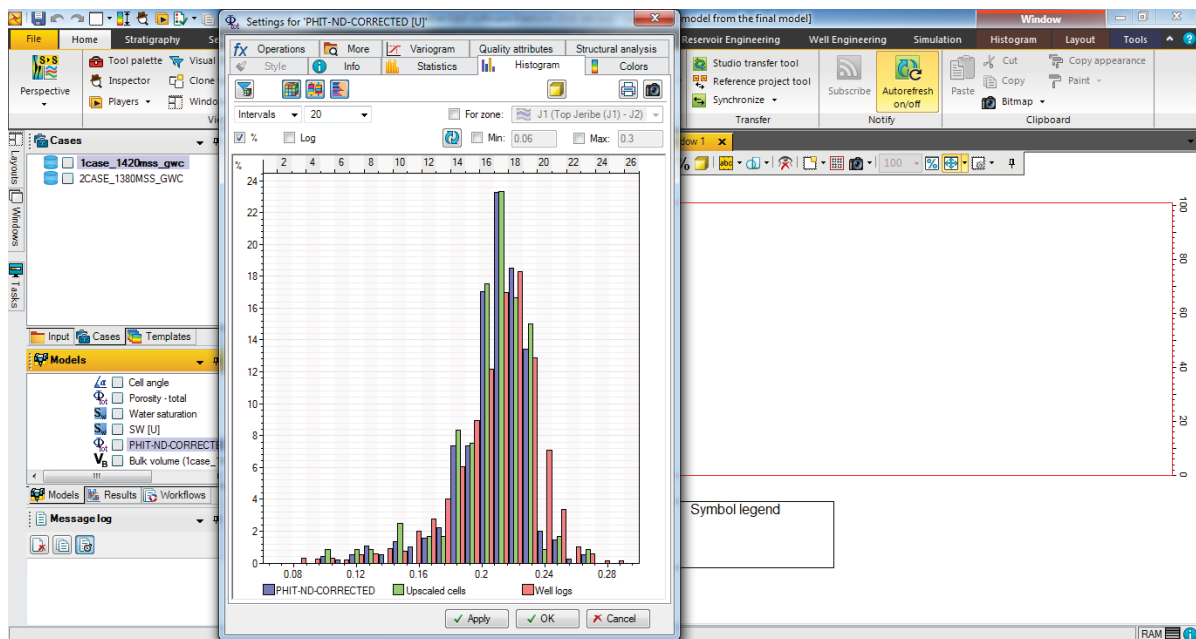 Settings for 'PHIT-ND-CORRECTED [U]'
model from the final model]
Window
File
Home
Stratigraphy
Se
Reservoir Engineering
Well Engineering
Simulation
Histogram
Layout
Tools
Perspective
Tool palette
Visual
Inspector
Clone
Players
Windo
Vi
Studio transfer tool
Reference project tool
Synchronize
Transfer
Subscribe
Autorefresh on/off
Notify
Paste
Cut
Copy appearance
Copy
Paint
Bitmap
Clipboard
Operations
More
Variogram
Quality attributes
Structural analysis
Style
Info
Statistics
Histogram
Colors
Intervals
20
For zone:
J1 (Top Jeribe (J1) - J2)
%
Log
Min:
0.06
Max:
0.3
% 2 4 6 8 10 12 14 16 18 20 22 24 26
24
22
20
18
16
14
12
10
8
6
4
2
0
0.08 0.12 0.16 0.2 0.24 0.28
PHIT-ND-CORRECTED
Upscaled cells
Well logs
Apply
OK
Cancel
Layouts
Windows
Tasks
Cases
1case_1420mss_gwc
2CASE_1380MSS_GWC
Input
Cases
Templates
Models
Cell angle
Porosity - total
Water saturation
SW [U]
PHIT-ND-CORRECTE
Bulk volume (1case_1
Models
Results
Workflows
Message log
dow 1
100
%
100
80
60
40
20
0
Symbol legend
RAM